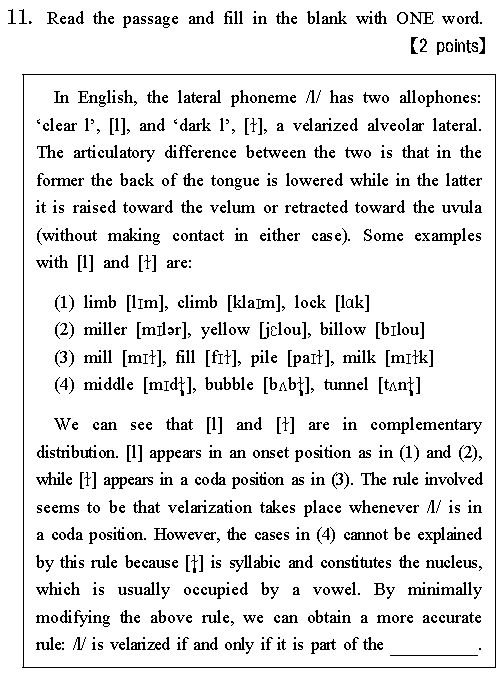 11. Read the passage and fill in the blank with ONE word.
【2 points】
In English, the lateral phoneme /l/ has two allophones:
‘clear l’, [l], and ‘dark l’, [ɫ], a velarized alveolar lateral.
The articulatory difference between the two is that in the
former the back of the tongue is lowered while in the latter
it is raised toward the velum or retracted toward the uvula
(without making contact in either case). Some examples
with [l] and [ɫ] are:
(1) limb [lɪm], climb [klaɪm], lock [lɑk]
(2) miller [mɪlər], yellow [jɛlou], billow [bɪlou]
(3) mill [mɪɫ], fill [fɪɫ], pile [paɪɫ], milk [mɪɫk]
(4) middle [mɪdɫ̩], bubble [bʌbɫ̩], tunnel [tʌnɫ̩]
We can see that [l] and [ɫ] are in complementary
distribution. [l] appears in an onset position as in (1) and (2),
while [ɫ] appears in a coda position as in (3). The rule involved
seems to be that velarization takes place whenever /l/ is in
a coda position. However, the cases in (4) cannot be explained
by this rule because [ɫ̩] is syllabic and constitutes the nucleus,
which is usually occupied by a vowel. By minimally
modifying the above rule, we can obtain a more accurate
rule: /l/ is velarized if and only if it is part of the __________.